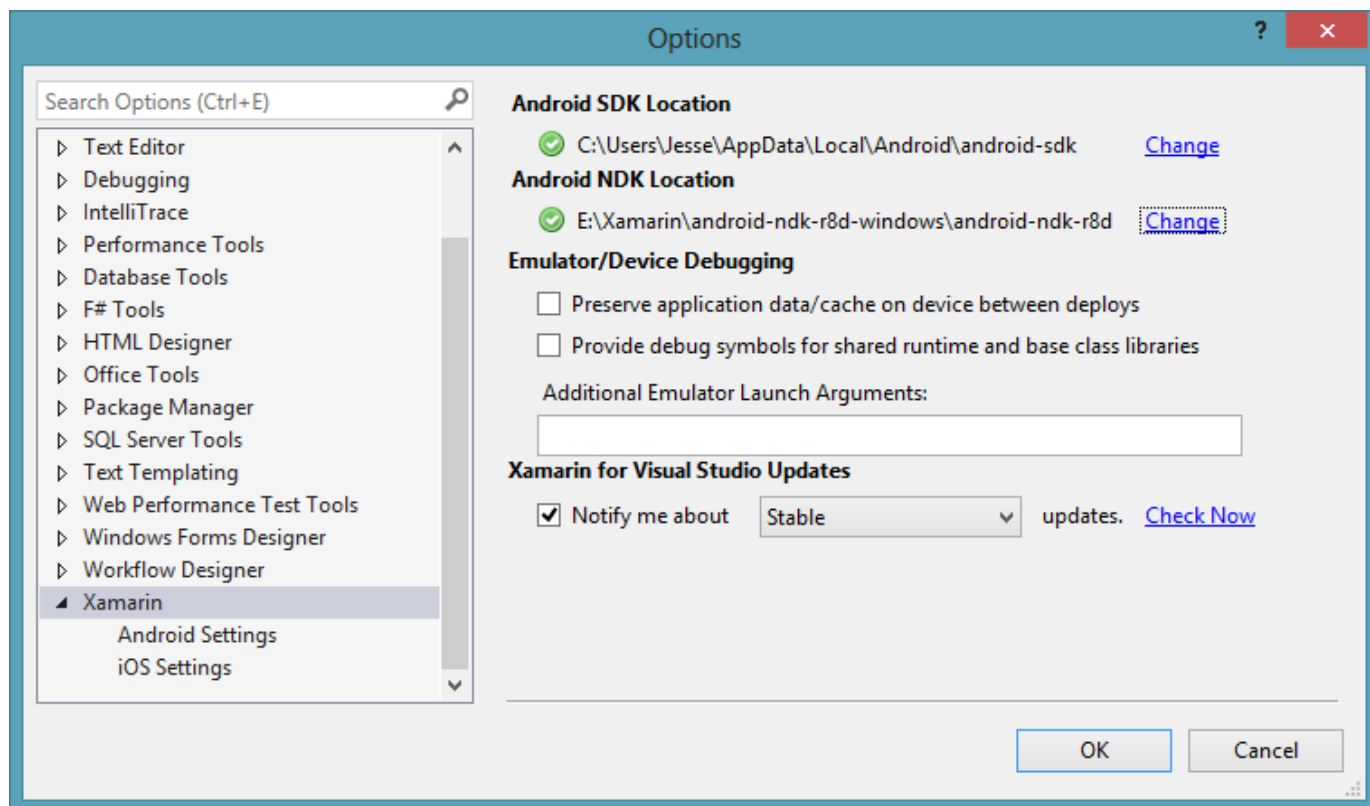 Options
?
Search Options (Ctrl+E)
Text Editor
Debugging
IntelliTrace
Performance Tools
Database Tools
F# Tools
HTML Designer
Office Tools
Package Manager
SQL Server Tools
Text Templating
Web Performance Test Tools
Windows Forms Designer
Workflow Designer
Xamarin
Android Settings
iOS Settings
Android SDK Location
C:\Users\Jesse\AppData\Local\Android\android-sdk Change
Android NDK Location
E:\Xamarin\android-ndk-r8d-windows\android-ndk-r8d Change
Emulator/Device Debugging
Preserve application data/cache on device between deploys
Provide debug symbols for shared runtime and base class libraries
Additional Emulator Launch Arguments:
Xamarin for Visual Studio Updates
Notify me about Stable updates. Check Now
OK Cancel